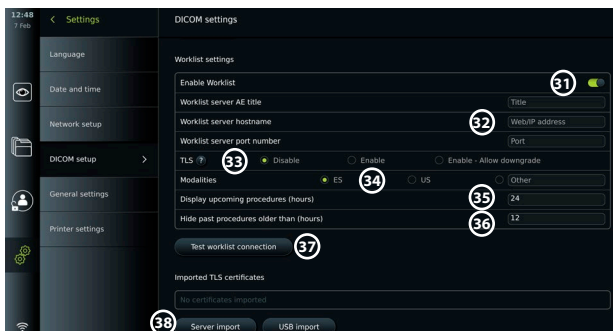 12:48
7 Feb
< Settings
DICOM settings
Language
Date and time
Network setup
DICOM setup >
General settings
Printer settings
Worklist settings
Enable Worklist 31
Worklist server AE title Title
Worklist server hostname 32 Web/IP address
Worklist server port number Port
TLS ? 33 Disable Enable Enable - Allow downgrade
Modalities ES 34 US Other
Display upcoming procedures (hours) 35 24
Hide past procedures older than (hours) 36 12
Test worklist connection 37
Imported TLS certificates
No certificates imported
38 Server import USB import